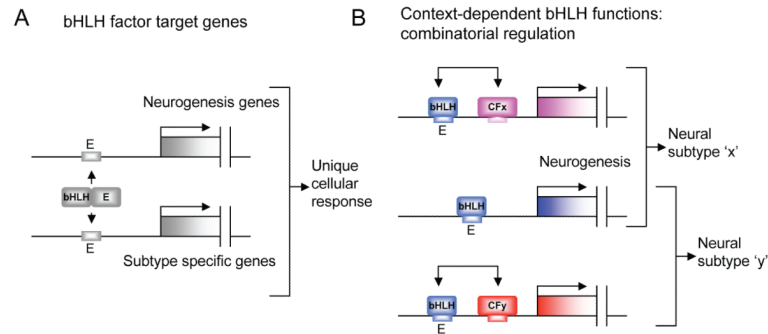 A
bHLH factor target genes
Neurogenesis genes
E
bHLH E
E
Subtype specific genes
Unique
cellular
response
B
Context-dependent bHLH functions:
combinatorial regulation
bHLH CFx
E
Neurogenesis
bHLH
E
bHLH CFy
E
Neural
subtype 'x'
Neural
subtype 'y'